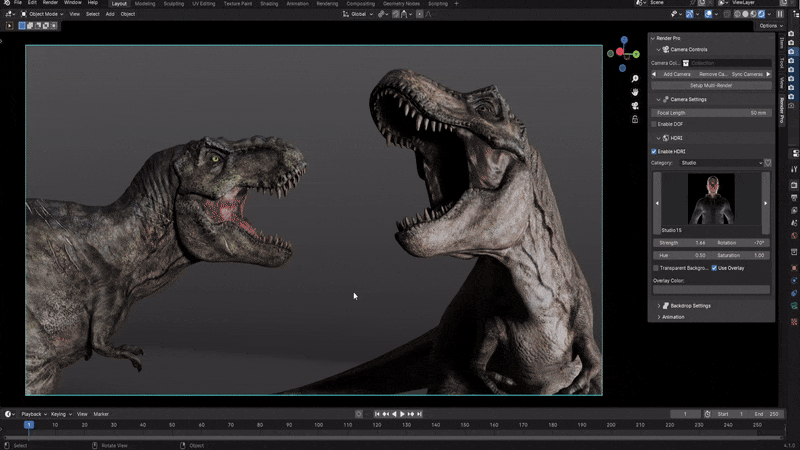 File Edit Render Window Help Layout Modeling Sculpting UV Editing Texture Paint Shading Animation Rendering Compositing Geometry Nodes Scripting + Scene ViewLayer
Object Mode View Select Add Object Global
Options
Render Pro
Camera Controls
Camera Col... Collection
Add Camera Remove Ca... Sync Cameras
Setup Multi-Render
Camera Settings
Focal Length 50 mm
Enable DOF
HDRI
Enable HDRI
Category: Studio
Studio15
Strength 1.66 Rotation -70°
Hue 0.50 Saturation 1.00
Transparent Backgro... Use Overlay
Overlay Color:
Backdrop Settings
Animation
Item
Tool
View
Render Pro
Z
Playback Keying View Marker 1 Start 1 End 250
1 10 20 30 40 50 60 70 80 90 100 110 120 130 140 150 160 170 180 190 200 210 220 230 240 250
Select Rotate View Object 4.1.0